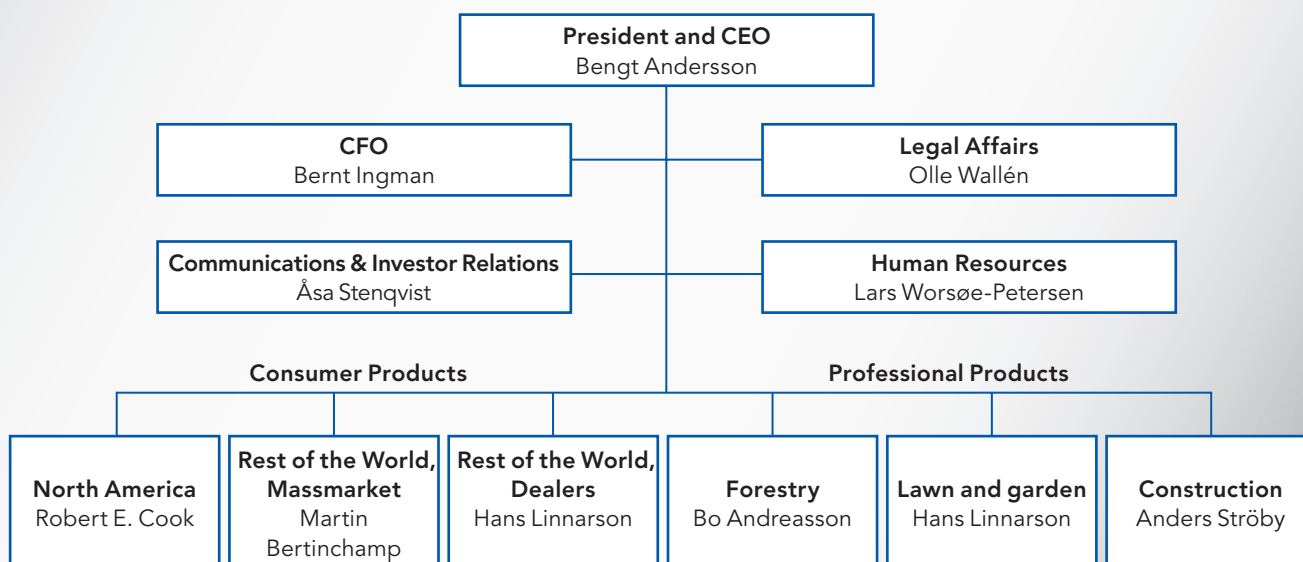 President and CEO
Bengt Andersson
CFO
Bernt Ingman
Legal Affairs
Olle Wallén
Communications & Investor Relations
Åsa Stenqvist
Human Resources
Lars Worsøe-Petersen
Consumer Products
Professional Products
North America
Robert E. Cook
Rest of the World,
Massmarket
Martin
Bertinchamp
Rest of the World,
Dealers
Hans Linnarson
Forestry
Bo Andreasson
Lawn and garden
Hans Linnarson
Construction
Anders Ströby